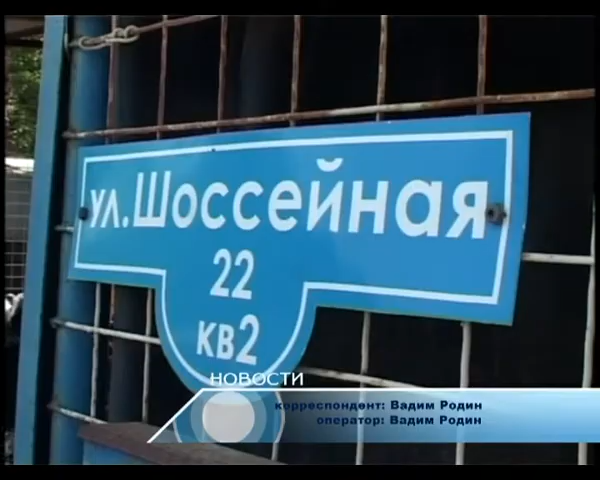 ул.Шоссейная
22
кв2
НОВОСТИ
корреспондент: Вадим Родин
оператор: Вадим Родин